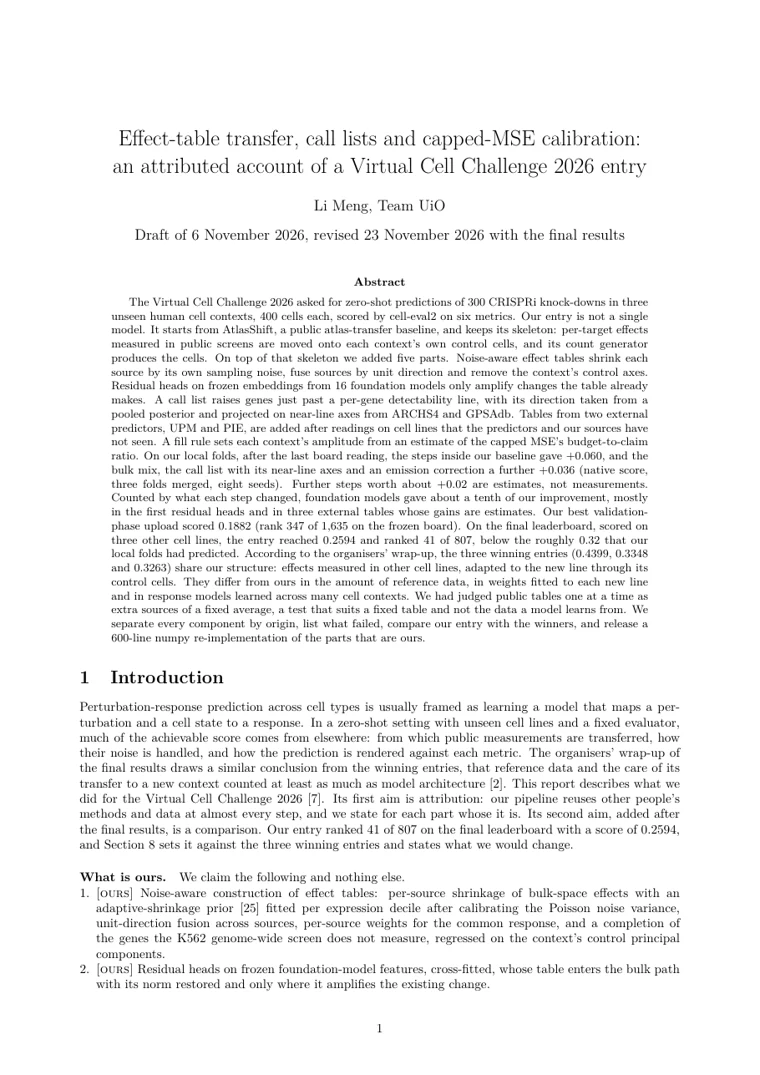 Effect-table transfer, call lists and capped-MSE calibration:
an attributed account of a Virtual Cell Challenge 2026 entry
Li Meng, Team UiO
Draft of 6 November 2026, revised 23 November 2026 with the final results
Abstract
The Virtual Cell Challenge 2026 asked for zero-shot predictions of 300 CRISPRi knock-downs in three
unseen human cell contexts, 400 cells each, scored by cell-eval2 on six metrics. Our entry is not a single
model. It starts from AtlasShift, a public atlas-transfer baseline, and keeps its skeleton: per-target effects
measured in public screens are moved onto each context's own control cells, and its count generator
produces the cells. On top of that skeleton we added five parts. Noise-aware effect tables shrink each
source by its own sampling noise, fuse sources by unit direction and remove the context's control axes.
Residual heads on frozen embeddings from 16 foundation models only amplify changes the table already
makes. A call list raises genes just past a per-gene detectability line, with its direction taken from a
pooled posterior and projected on near-line axes from ARCHS4 and GPSAdb. Tables from two external
predictors, UPM and PIE, are added after readings on cell lines that the predictors and our sources have
not seen. A fill rule sets each context's amplitude from an estimate of the capped MSE's budget-to-claim
ratio. On our local folds, after the last board reading, the steps inside our baseline gave +0.060, and the
bulk mix, the call list with its near-line axes and an emission correction a further +0.036 (native score,
three folds merged, eight seeds). Further steps worth about +0.02 are estimates, not measurements.
Counted by what each step changed, foundation models gave about a tenth of our improvement, mostly
in the first residual heads and in three external tables whose gains are estimates. Our best validation-
phase upload scored 0.1882 (rank 347 of 1,635 on the frozen board). On the final leaderboard, scored on
three other cell lines, the entry reached 0.2594 and ranked 41 of 807, below the roughly 0.32 that our
local folds had predicted. According to the organisers' wrap-up, the three winning entries (0.4399, 0.3348
and 0.3263) share our structure: effects measured in other cell lines, adapted to the new line through its
control cells. They differ from ours in the amount of reference data, in weights fitted to each new line
and in response models learned across many cell contexts. We had judged public tables one at a time as
extra sources of a fixed average, a test that suits a fixed table and not the data a model learns from. We
separate every component by origin, list what failed, compare our entry with the winners, and release a
600-line numpy re-implementation of the parts that are ours.
1 Introduction
Perturbation-response prediction across cell types is usually framed as learning a model that maps a per-
turbation and a cell state to a response. In a zero-shot setting with unseen cell lines and a fixed evaluator,
much of the achievable score comes from elsewhere: from which public measurements are transferred, how
their noise is handled, and how the prediction is rendered against each metric. The organisers' wrap-up of
the final results draws a similar conclusion from the winning entries, that reference data and the care of its
transfer to a new context counted at least as much as model architecture [2]. This report describes what we
did for the Virtual Cell Challenge 2026 [7]. Its first aim is attribution: our pipeline reuses other people's
methods and data at almost every step, and we state for each part whose it is. Its second aim, added after
the final results, is a comparison. Our entry ranked 41 of 807 on the final leaderboard with a score of 0.2594,
and Section 8 sets it against the three winning entries and states what we would change.
What is ours. We claim the following and nothing else.
1. [OURS] Noise-aware construction of effect tables: per-source shrinkage of bulk-space effects with an
adaptive-shrinkage prior [25] fitted per expression decile after calibrating the Poisson noise variance,
unit-direction fusion across sources, per-source weights for the common response, and a completion of
the genes the K562 genome-wide screen does not measure, regressed on the context's control principal
components.
2. [OURS] Residual heads on frozen foundation-model features, cross-fitted, whose table enters the bulk path
with its norm restored and only where it amplifies the existing change.
1